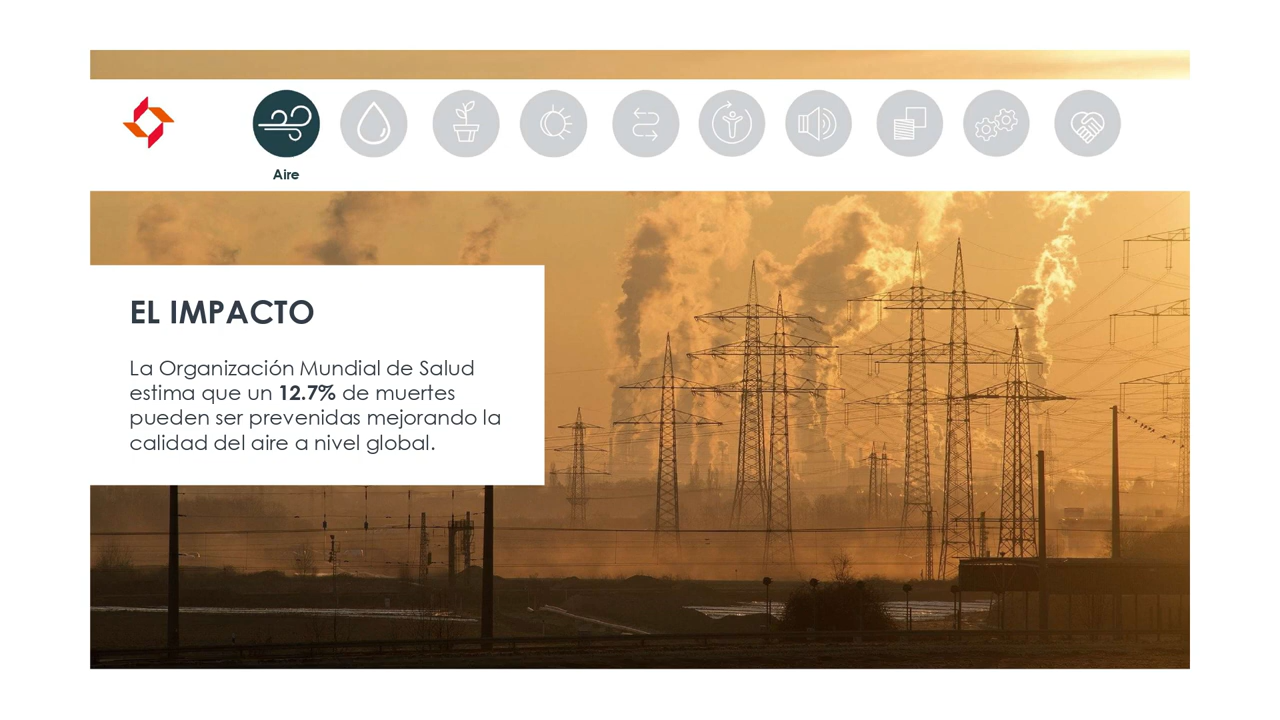 Aire
EL IMPACTO
La Organización Mundial de Salud
estima que un 12.7% de muertes
pueden ser prevenidas mejorando la
calidad del aire a nivel global.